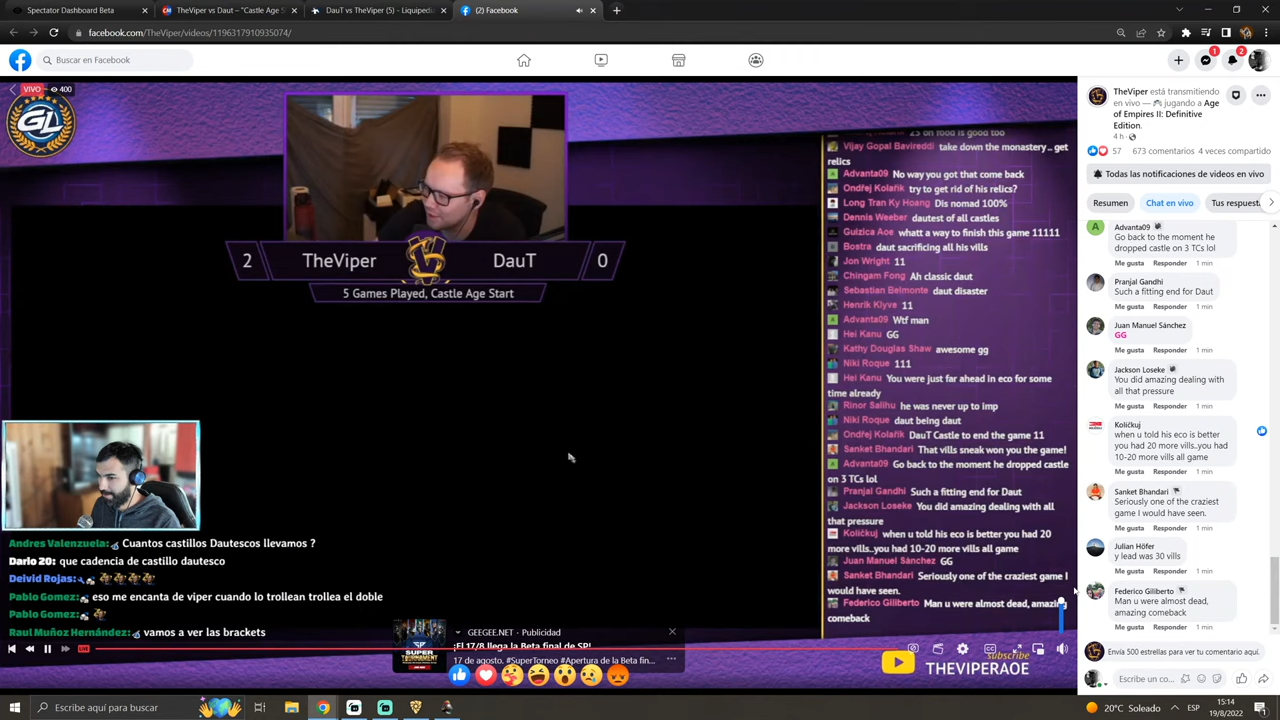 Spectator Dashboard Beta
TheViper vs Daut – "Castle Age S
DauT vs TheViper (5) - Liquiped
(2) Facebook
facebook.com/TheViper/videos/1196317910935074/
Buscar en Facebook
1
2
VIVO 400
GL
2 TheViper DauT 0
5 Games Played, Castle Age Start
25 on food is good too
Vijay Gopal Bavireddi take down the monastery.. get
relics
Advanta09 No way you got that come back
Ondřej Kolařík try to get rid of his relics?
Long Tran Ky Hoang Dis nomad 100%
Dennis Weeber dautest of all castles
Guizica Aoe whatt a way to finish this game 11111
Bostra daut sacrificing all his vills
Jon Wright 11
Chingam Fong Ah classic daut
Sebastian Belmonte daut disaster
Henrik Klyve 11
Advanta09 Wtf man
Hei Kanu GG
Kathy Douglas Shaw awesome gg
Niki Roque 111
Hei Kanu You were just far ahead in eco for some
time already
Rinor Salihu he was never up to imp
Niki Roque daut being daut
Ondřej Kolařík DauT Castle to end the game 11
Sanket Bhandari That vills sneak won you the game!
Advanta09 Go back to the moment he dropped castle
on 3 TCs lol
Pranjal Gandhi Such a fitting end for Daut
Jackson Loseke You did amazing dealing with all
that pressure
Količkuj when u told his eco is better you had 20
more vills..you had 10-20 more vills all game
Juan Manuel Sánchez GG
Sanket Bhandari Seriously one of the craziest game I
would have seen.
Federico Giliberto Man u were almost dead, amazing
comeback
Andres Valenzuela: Cuantos castillos Dautescos llevamos ?
Dario 20: que cadencia de castillo dautesco
Deivid Rojas:
Pablo Gomez: eso me encanta de viper cuando lo trollean trollea el doble
Pablo Gomez:
Raul Muñoz Hernández: vamos a ver las brackets
SUPER
TOURNAMENT
GEEGEE.NET · Publicidad
¡El 17/8 llega la Beta final de SP!
17 de agosto. #SuperTorneo #Apertura de la Beta fin...
LIVE
subscribe
THEVIPERAOE
TheViper está transmitiendo
en vivo — jugando a Age
of Empires II: Definitive
Edition.
4 h ·
57 673 comentarios 4 veces compartido
Todas las notificaciones de videos en vivo
Resumen Chat en vivo Tus respuest
Advanta09
Go back to the moment he
dropped castle on 3 TCs lol
Me gusta Responder 1 min
Pranjal Gandhi
Such a fitting end for Daut
Me gusta Responder 1 min
Juan Manuel Sánchez
GG
Me gusta Responder 1 min
Jackson Loseke
You did amazing dealing with
all that pressure
Me gusta Responder 1 min
Količkuj
when u told his eco is better
you had 20 more vills..you had
10-20 more vills all game
Me gusta Responder 1 min
Sanket Bhandari
Seriously one of the craziest
game I would have seen.
Me gusta Responder 1 min
Julian Höfer
y lead was 30 vills
Me gusta Responder 1 min
Federico Giliberto
Man u were almost dead,
amazing comeback
Me gusta Responder 1 min
Envía 500 estrellas para ver tu comentario aquí.
Escribe un co...
Escribe aquí para buscar
20°C Soleado
ESP
15:14
19/8/2022
1